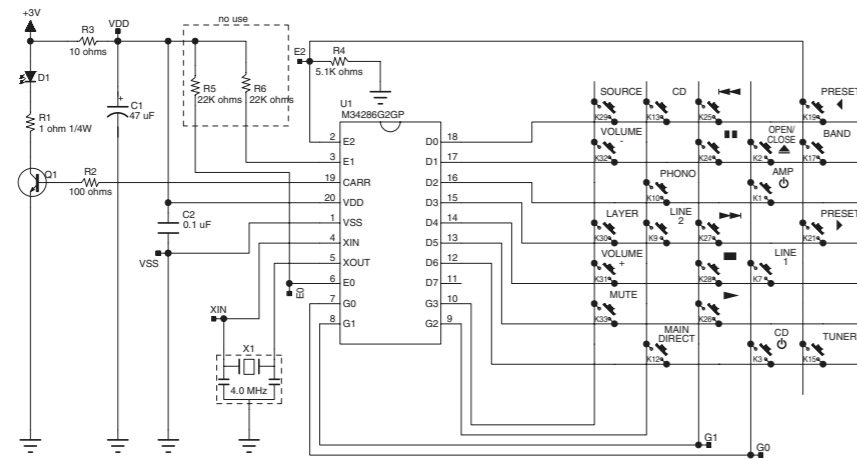 +3V
VDD
no use
R3
10 ohms
E2
R4
5.1K ohms
D1
R5
22K ohms
R6
22K ohms
C1
47 uF
R1
1 ohm 1/4W
U1
M34286G2GP
Q1
R2
100 ohms
C2
0.1 uF
VSS
XIN
E0
X1
4.0 MHz
2 E2 D0 18
3 E1 D1 17
19 CARR D2 16
20 VDD D3 15
1 VSS D4 14
4 XIN D5 13
5 XOUT D6 12
6 E0 D7 11
7 G0 G3 10
8 G1 G2 9
SOURCE CD PRESET
K29 K13 K25 K19
VOLUME
-
OPEN/
CLOSE
BAND
K32 K24 K2 K17
PHONO AMP
K10 K1
LAYER LINE
2
PRESET
K30 K9 K27 K21
VOLUME
+
LINE
1
K31 K28 K7
MUTE
K33 K26
MAIN
DIRECT
CD TUNER
K12 K3 K15
G1
G0